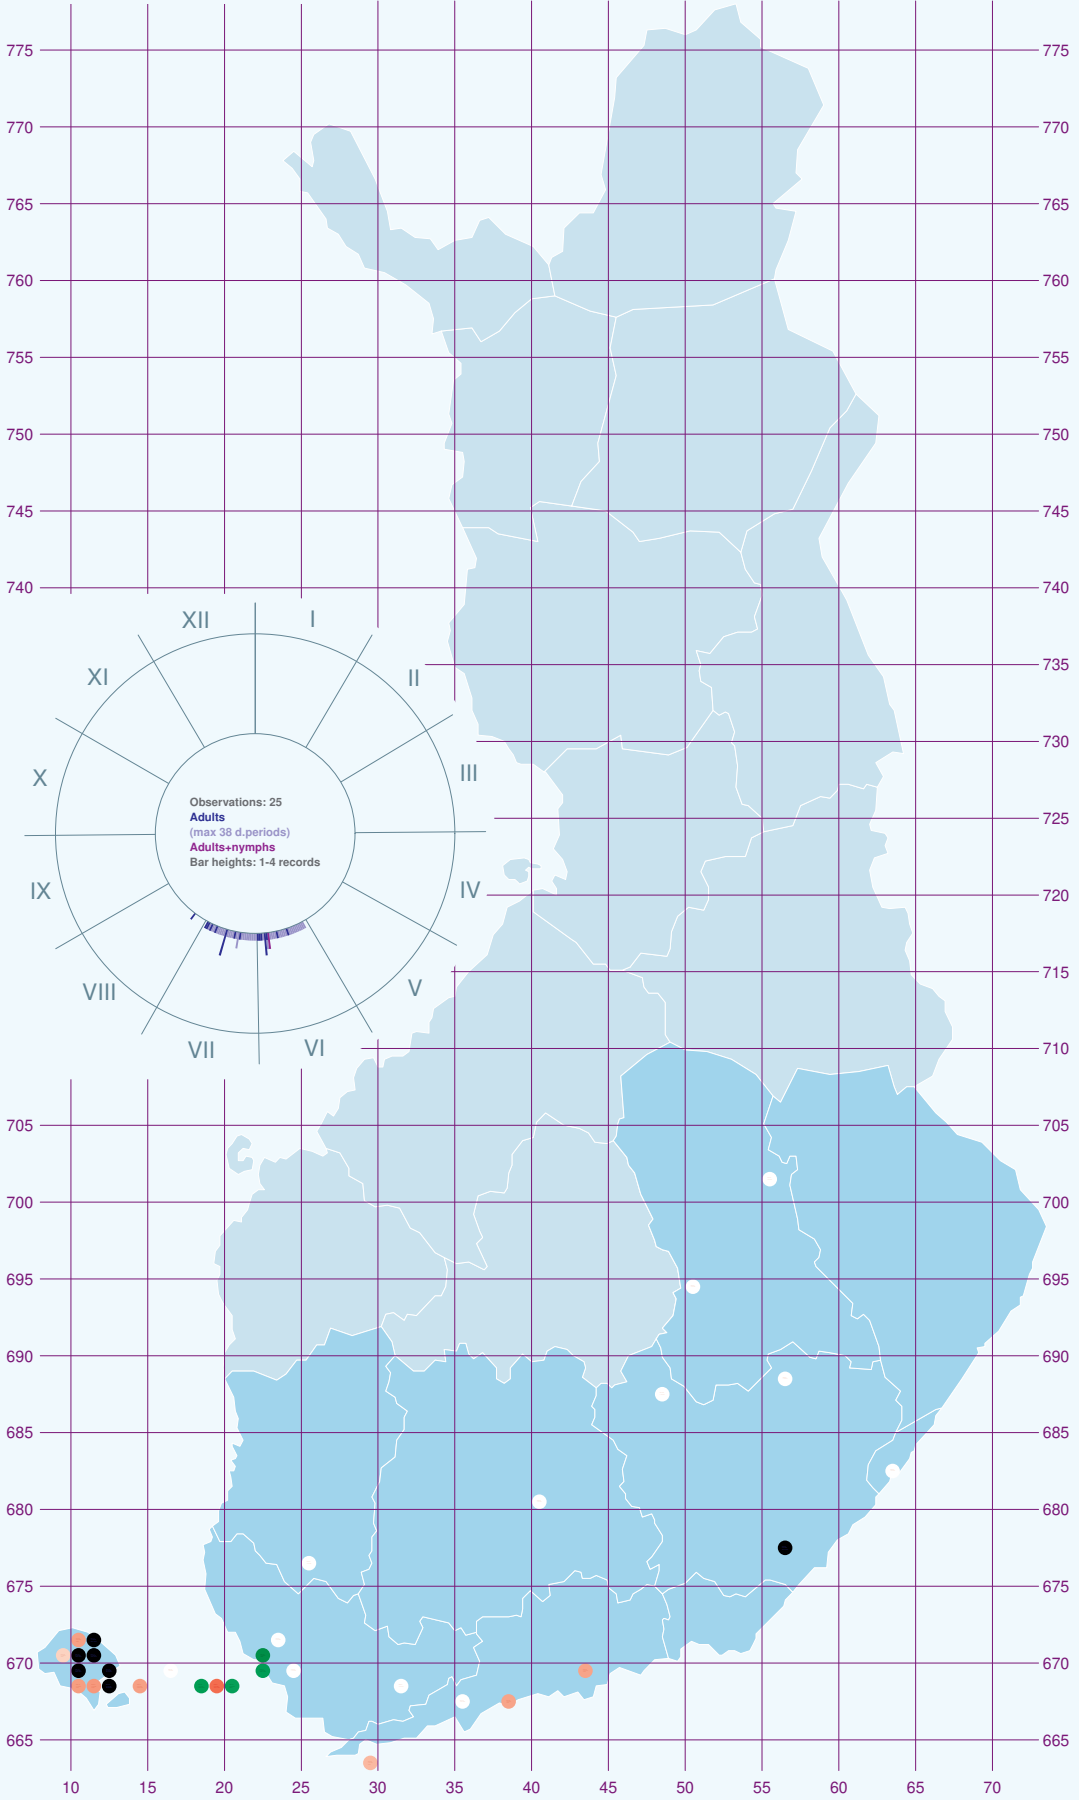 775 775
770 770
765 765
760 760
755 755
750 750
745 745
740 740
XII I
XI II
735
730
X III
Observations: 25
Adults
(max 38 d.periods)
Adults+nymphs
Bar heights: 1-4 records
725
IX IV
720
VIII V
715
VII VI
710
705 705
700 700
695 695
690 690
685 685
680 680
675 675
670 670
665 665
10 15 20 25 30 35 40 45 50 55 60 65 70